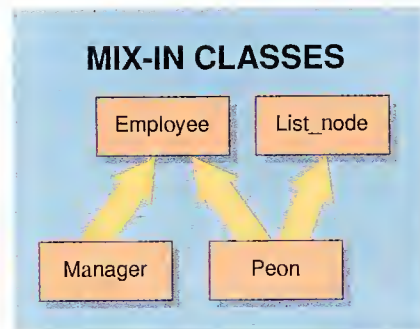 MIX-IN CLASSES
Employee
List_node
Manager
Peon